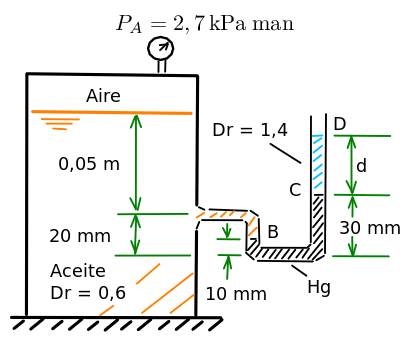 P_A = 2,7 kPa man
Aire
Dr = 1,4
D
0,05 m
d
C
20 mm
B
30 mm
Aceite
Dr = 0,6
10 mm
Hg